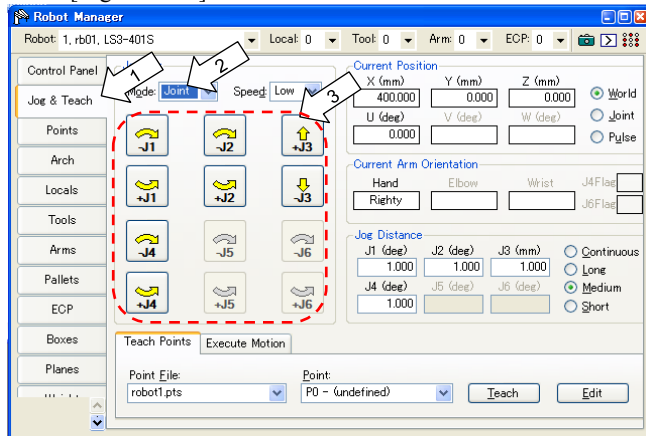 Robot Manager
Robot: 1, rb01, LS3-401S Local: 0 Tool: 0 Arm: 0 ECP: 0
Control Panel
Jog & Teach
Points
Arch
Locals
Tools
Arms
Pallets
ECP
Boxes
Planes
1
2
3
Mode: Joint Speed: Low
-J1 -J2 +J3
+J1 +J2 -J3
-J4 -J5 -J6
+J4 +J5 +J6
Current Position
X (mm) Y (mm) Z (mm)
400.000 0.000 0.000
U (deg) V (deg) W (deg)
0.000
World
Joint
Pulse
Current Arm Orientation
Hand Elbow Wrist J4Flag
Righty J6Flag
Jog Distance
J1 (deg) J2 (deg) J3 (mm)
1.000 1.000 1.000
J4 (deg) J5 (deg) J6 (deg)
1.000
Continuous
Long
Medium
Short
Teach Points Execute Motion
Point File: Point:
robot1.pts P0 - (undefined) Teach Edit